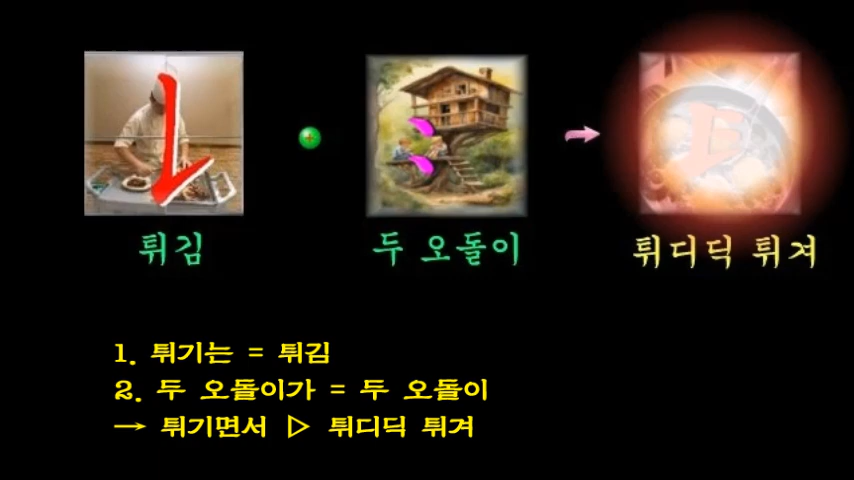 튀김
두 오돌이
튀디딕 튀겨
1. 튀기는 = 튀김
2. 두 오돌이가 = 두 오돌이
→ 튀기면서 ▷ 튀디딕 튀겨